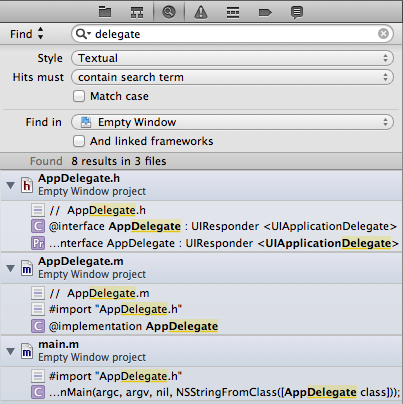 Find delegate
Style Textual
Hits must contain search term
Match case
Find in Empty Window
And linked frameworks
Found 8 results in 3 files
h AppDelegate.h
Empty Window project
// AppDelegate.h
C @interface AppDelegate : UIResponder <UIApplicationDelegate>
Pr ...nterface AppDelegate : UIResponder <UIApplicationDelegate>
m AppDelegate.m
Empty Window project
// AppDelegate.m
#import "AppDelegate.h"
C @implementation AppDelegate
m main.m
Empty Window project
#import "AppDelegate.h"
C ...nMain(argc, argv, nil, NSStringFromClass([AppDelegate class]));